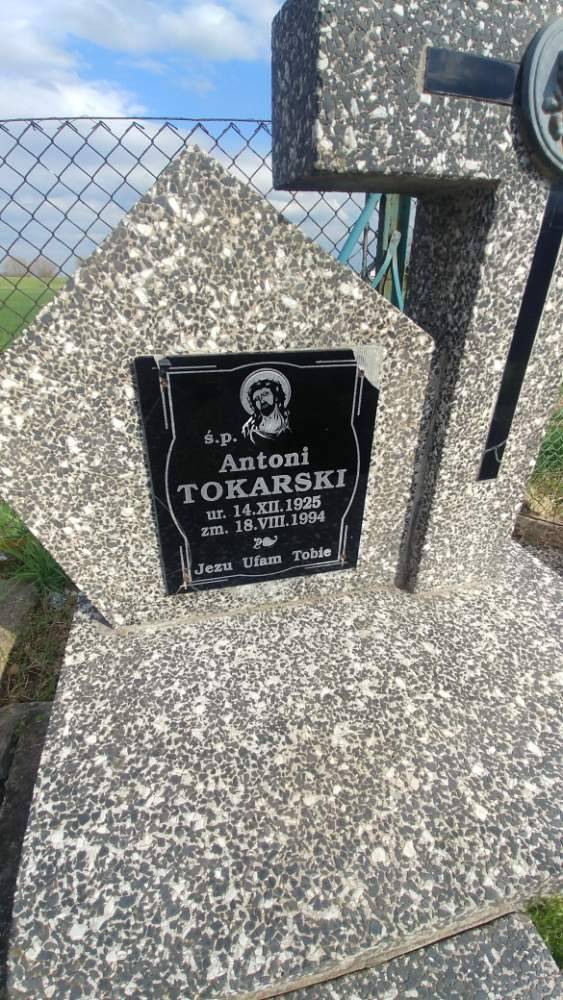 ś.p.
Antoni
TOKARSKI
ur. 14.XII.1925
zm. 18.VIII.1994
Jezu Ufam Tobie